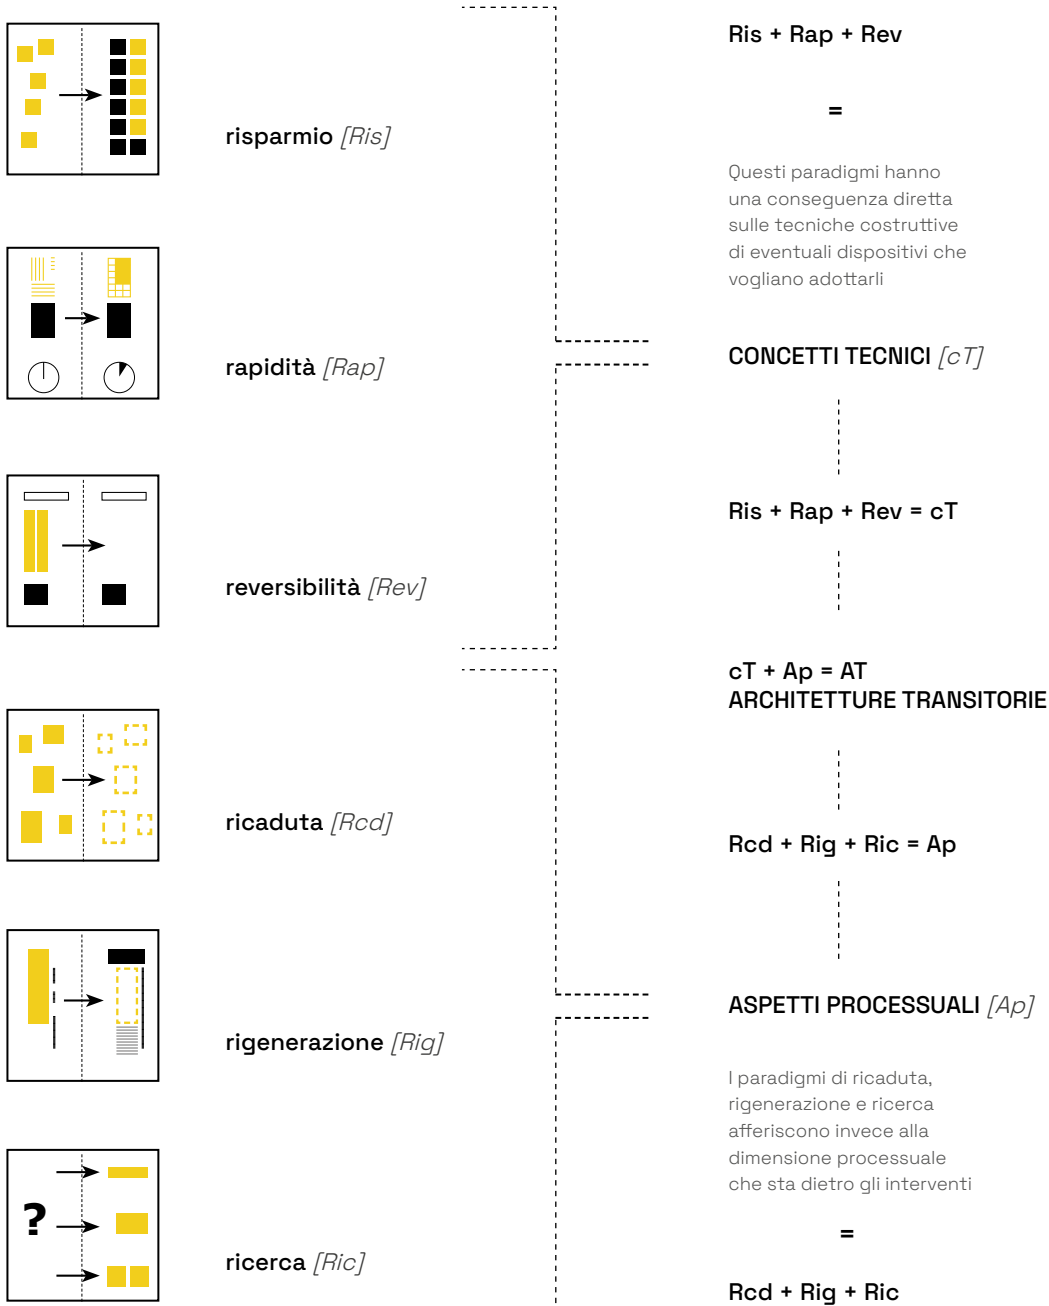 risparmio [Ris]
rapidità [Rap]
reversibilità [Rev]
ricaduta [Rcd]
rigenerazione [Rig]
?
ricerca [Ric]
Ris + Rap + Rev
=
Questi paradigmi hanno
una conseguenza diretta
sulle tecniche costruttive
di eventuali dispositivi che
vogliano adottarli
CONCETTI TECNICI [cT]
Ris + Rap + Rev = cT
cT + Ap = AT
ARCHITETTURE TRANSITORIE
Rcd + Rig + Ric = Ap
ASPETTI PROCESSUALI [Ap]
I paradigmi di ricaduta,
rigenerazione e ricerca
afferiscono invece alla
dimensione processuale
che sta dietro gli interventi
=
Rcd + Rig + Ric